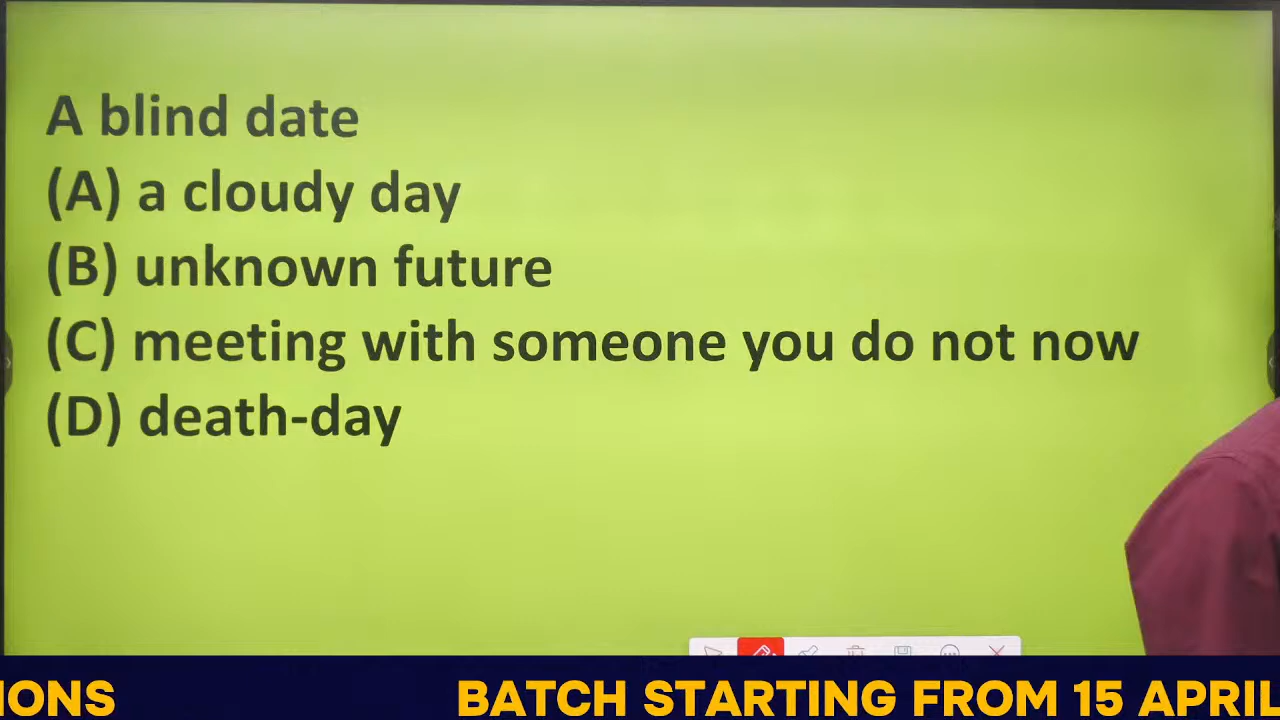 A blind date
(A) a cloudy day
(B) unknown future
(C) meeting with someone you do not now
(D) death-day
IONS BATCH STARTING FROM 15 APRIL